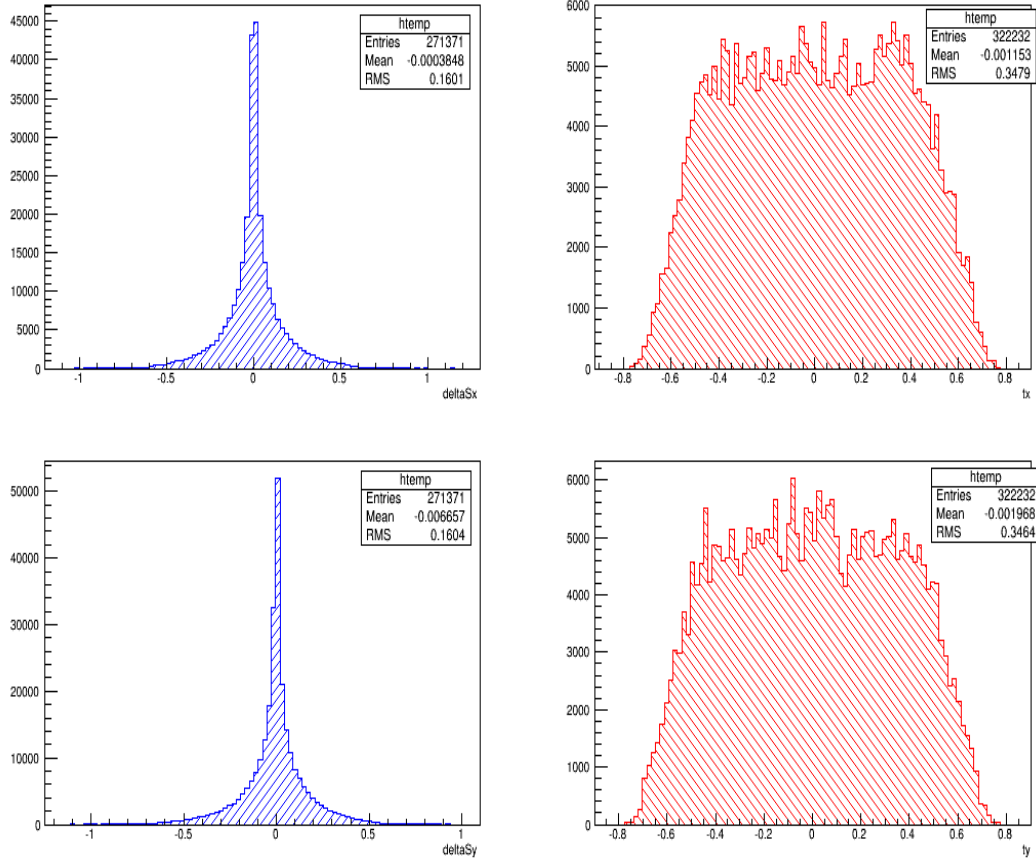 htemp
Entries 271371
Mean -0.0003848
RMS 0.1601
45000
40000
35000
30000
25000
20000
15000
10000
5000
0
-1 -0.5 0 0.5 1
deltaSx
htemp
Entries 322232
Mean -0.001153
RMS 0.3479
6000
5000
4000
3000
2000
1000
0
-0.8 -0.6 -0.4 -0.2 0 0.2 0.4 0.6 0.8
tx
htemp
Entries 271371
Mean -0.006657
RMS 0.1604
50000
40000
30000
20000
10000
0
-1 -0.5 0 0.5 1
deltaSy
htemp
Entries 322232
Mean -0.001968
RMS 0.3464
6000
5000
4000
3000
2000
1000
0
-0.8 -0.6 -0.4 -0.2 0 0.2 0.4 0.6 0.8
ty